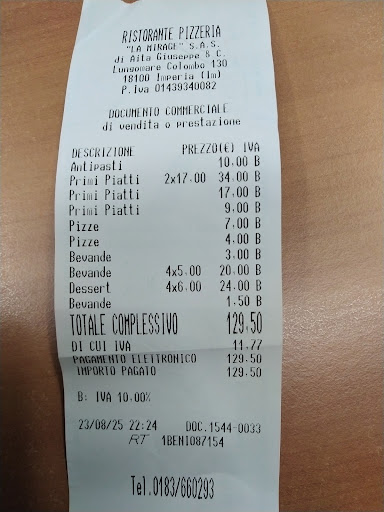 RISTORANTE PIZZERIA
"LA MIRAGE" S.A.S.
di Aita Giuseppe & C.
Lungomare Colombo 130
18100 Imperia (Im)
P.Iva 01439340082
DOCUMENTO COMMERCIALE
di vendita o prestazione
DESCRIZIONE PREZZO(€) IVA
Antipasti 10.00 B
Primi Piatti 2x17.00 34.00 B
Primi Piatti 17.00 B
Primi Piatti 9.00 B
Pizze 7.00 B
Pizze 4.00 B
Bevande 3.00 B
Bevande 4x5.00 20.00 B
Dessert 4x6.00 24.00 B
Bevande 1.50 B
TOTALE COMPLESSIVO 129.50
DI CUI IVA 11.77
PAGAMENTO ELETTRONICO 129.50
IMPORTO PAGATO 129.50
B: IVA 10.00%
23/08/25 22:24 DOC.1544-0033
RT 1BENI087154
Tel.0183/660293